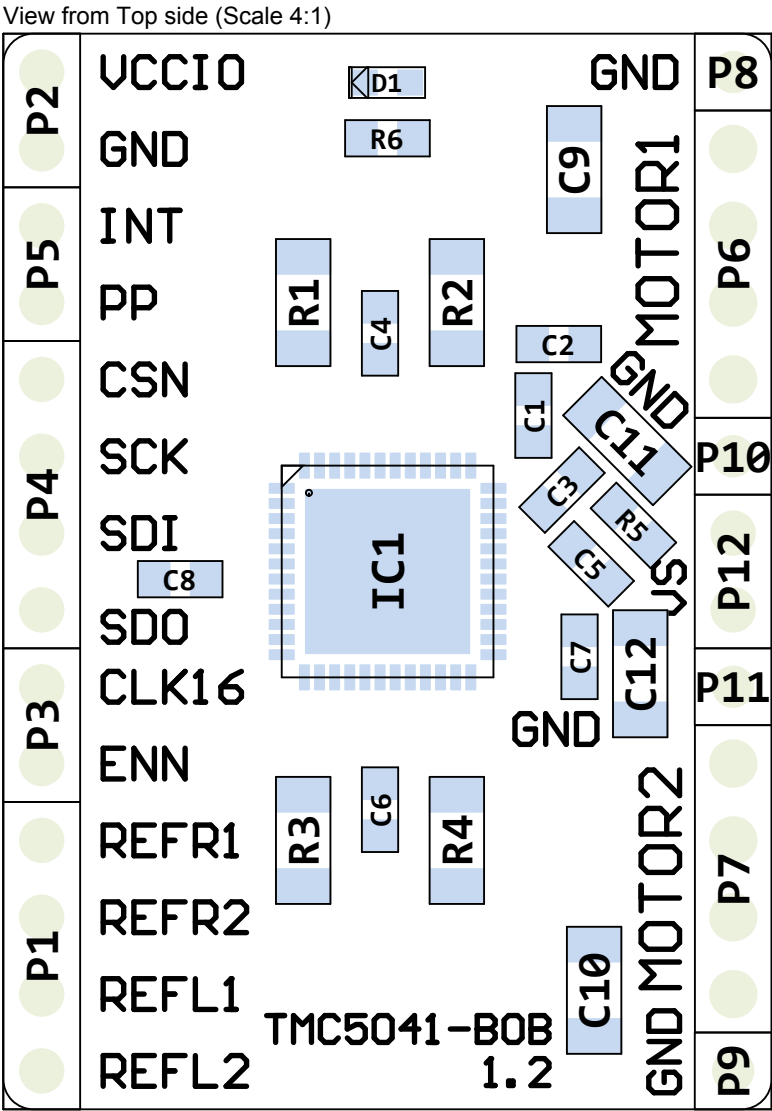 View from Top side (Scale 4:1)
P2
VCCIO
D1
GND
P8
GND
R6
C9
MOTOR1
P6
P5
INT
PP
R1
C4
R2
C2
CSN
C1
GND
C11
P4
SCK
P10
C3
R5
SDI
IC1
C5
P12
VS
C8
SDO
C7
C12
P3
CLK16
P11
GND
ENN
R3
C6
R4
MOTOR2
P7
REFR1
P1
REFR2
C10
REFL1
TMC5041-BOB
GND
P9
REFL2
1.2